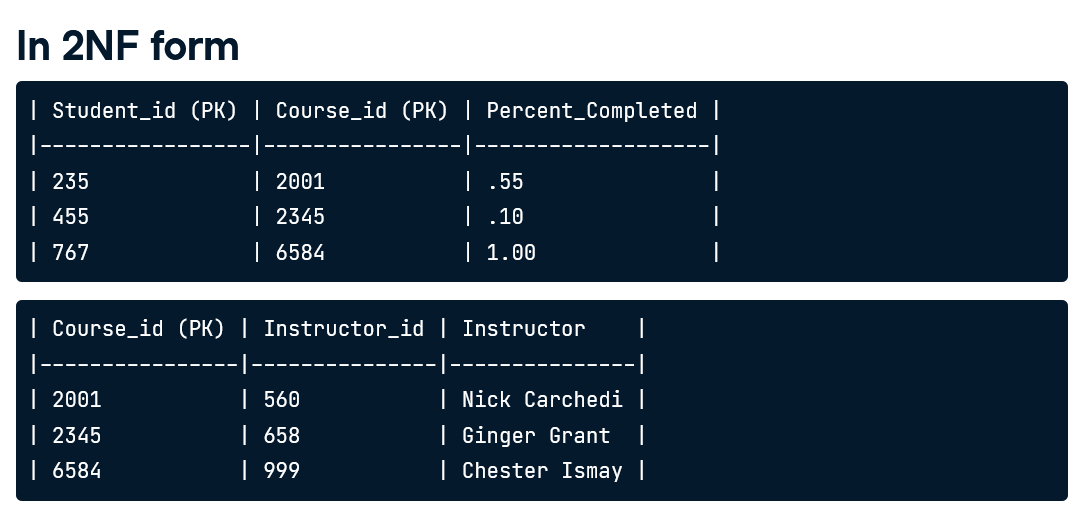 In 2NF form
| Student_id (PK) | Course_id (PK) | Percent_Completed |
|-----------------|----------------|-------------------|
| 235             | 2001           | .55               |
| 455             | 2345           | .10               |
| 767             | 6584           | 1.00              |
| Course_id (PK) | Instructor_id | Instructor    |
|----------------|---------------|---------------|
| 2001           | 560           | Nick Carchedi |
| 2345           | 658           | Ginger Grant  |
| 6584           | 999           | Chester Ismay |